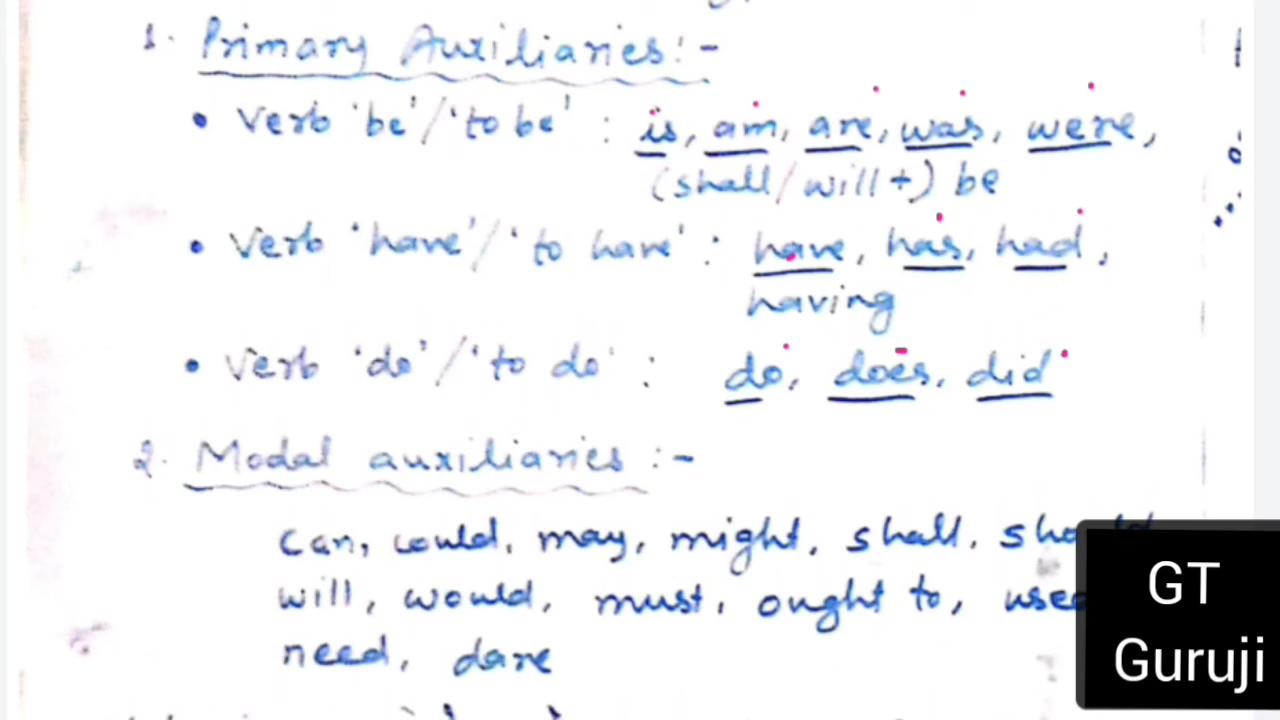 1. Primary Auxiliaries:-
• Verb 'be'/'to be' : is, am, are, was, were,
(shall/will+) be
• Verb 'have'/'to have' : have, has, had,
having
• Verb 'do'/'to do' : do, does, did
2. Modal auxiliaries :-
can, could, may, might, shall,
will, would, must, ought to,
need, dare
GT
Guruji